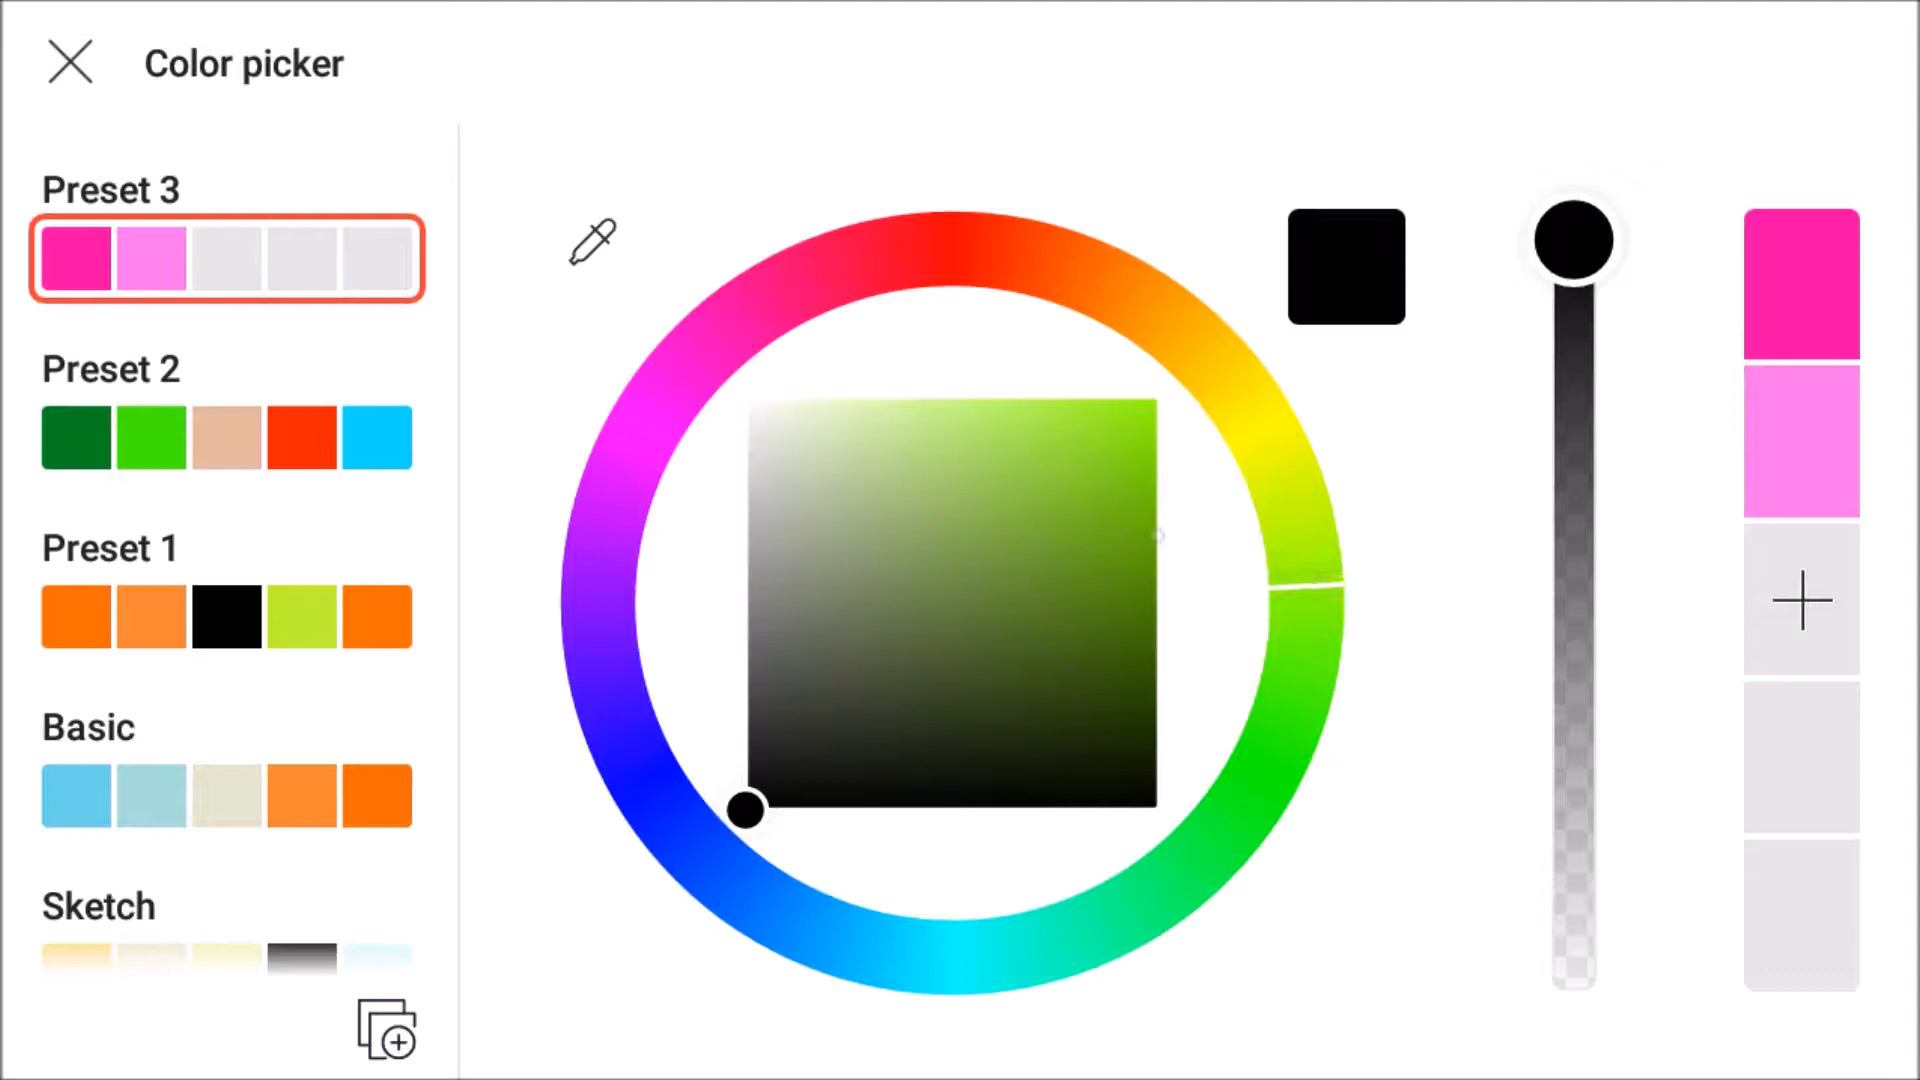 Color picker
Preset 3
Preset 2
Preset 1
Basic
Sketch